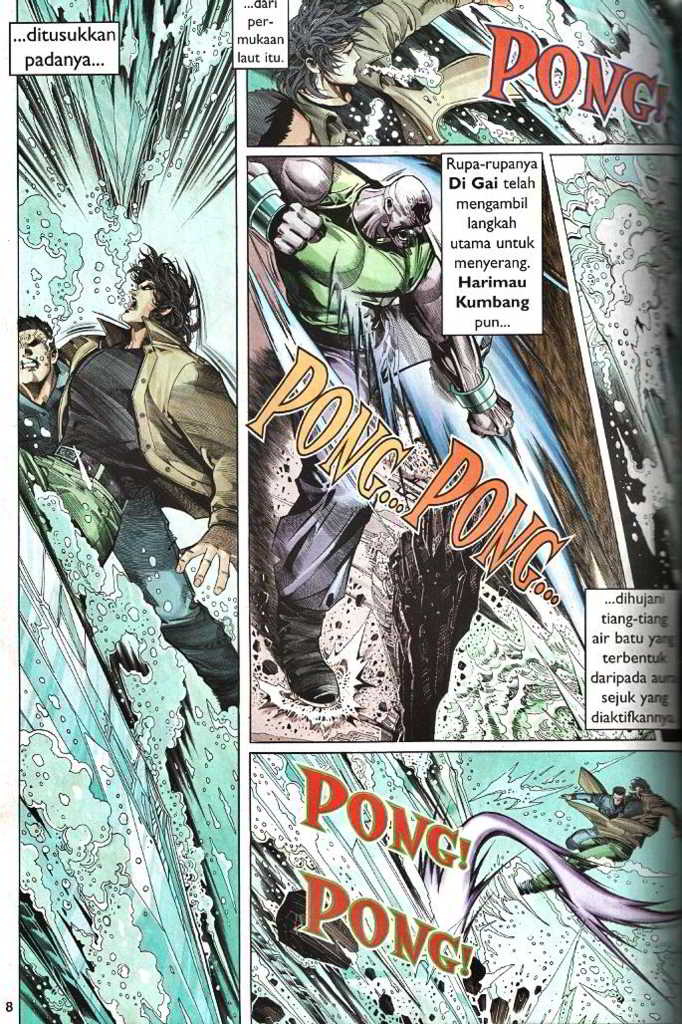 ...ditusukkan
padanya...
...dari
per-
mukaan
laut itu.
PONG!
Rupa-rupanya
Di Gai telah
mengambil
langkah
utama untuk
menyerang.
Harimau
Kumbang
pun...
PONG... PONG...
...dihujani
tiang-tiang
air batu yang
terbentuk
daripada aura
sejuk yang
diaktifkannya.
PONG!
PONG!
8